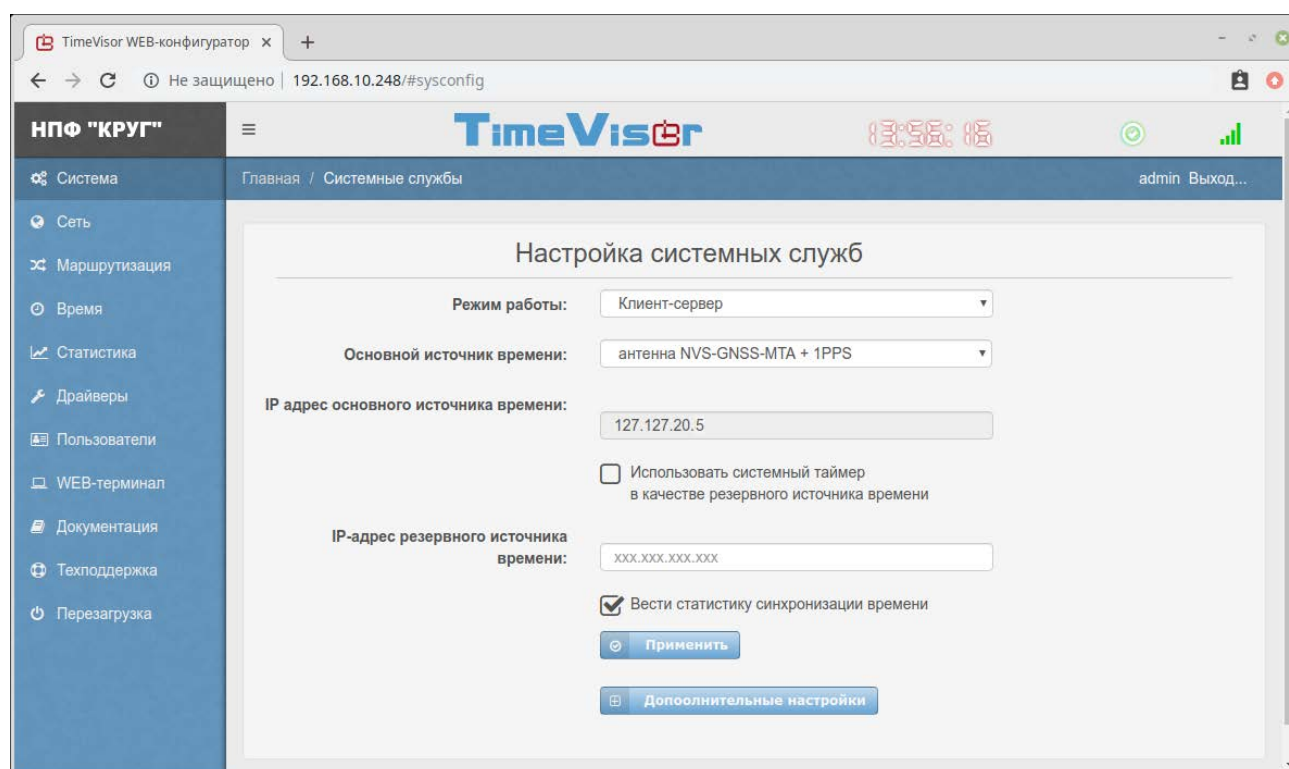 TimeVisor WEB-конфигуратор
Не защищено 192.168.10.248/#sysconfig
НПФ "КРУГ"
TimeVisor
13:56:16
Система
Главная / Системные службы
admin Выход...
Сеть
Маршрутизация
Время
Статистика
Драйверы
Пользователи
WEB-терминал
Документация
Техподдержка
Перезагрузка
Настройка системных служб
Режим работы: Клиент-сервер
Основной источник времени: антенна NVS-GNSS-MTA + 1PPS
IP адрес основного источника времени:
127.127.20.5
Использовать системный таймер
в качестве резервного источника времени
IP-адрес резервного источника
времени: xxx.xxx.xxx.xxx
Вести статистику синхронизации времени
Применить
Допоолнительные настройки